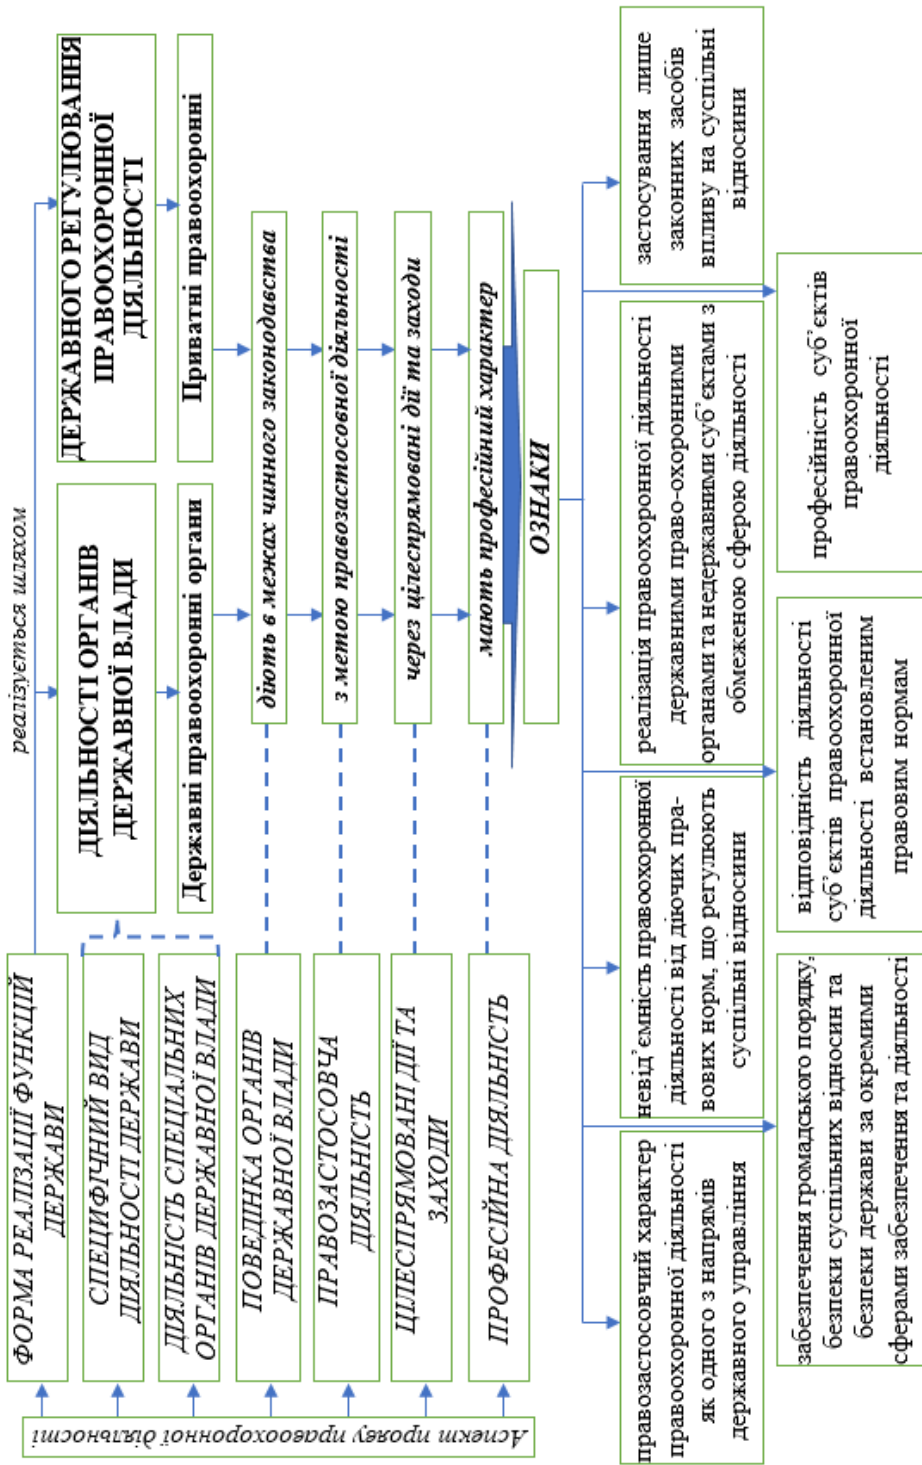 Аспект прояву правоохоронної діяльності
ФОРМА РЕАЛІЗАЦІЇ ФУНКЦІЙ
ДЕРЖАВИ
СПЕЦИФІЧНИЙ ВИД
ДІЯЛЬНОСТІ ДЕРЖАВИ
ДІЯЛЬНІСТЬ СПЕЦІАЛЬНИХ
ОРГАНІВ ДЕРЖАВНОЇ ВЛАДИ
ПОВЕДІНКА ОРГАНІВ
ДЕРЖАВНОЇ ВЛАДИ
ПРАВОЗАСТОСОВЧА
ДІЯЛЬНІСТЬ
ЦІЛЕСПРЯМОВАНІ ДІЇ ТА
ЗАХОДИ
ПРОФЕСІЙНА ДІЯЛЬНІСТЬ
реалізується шляхом
ДІЯЛЬНОСТІ ОРГАНІВ
ДЕРЖАВНОЇ ВЛАДИ
ДЕРЖАВНОГО РЕГУЛЮВАННЯ
ПРАВООХОРОННОЇ
ДІЯЛЬНОСТІ
Державні правоохоронні органи
Приватні правоохоронні
діють в межах чиного законодавства
з метою правозастосовної діяльності
через цілеспрямовані дії та заходи
мають професійний характер
ОЗНАКИ
правозастосовчий характер
правоохоронної діяльності
як одного з напрямів
державного управління
невід’ємність правоохоронної
діяльності від діючих пра-
вових норм, що регулюють
суспільні відносини
реалізація правоохоронної діяльності
державними право-охоронними
органами та недержавними суб’єктами з
обмеженою сферою діяльності
застосування лише
законних засобів
впливу на суспільні
відносини
забезпечення громадського порядку,
безпеки суспільних відносин та
безпеки держави за окремими
сферами забезпечення та діяльності
відповідність діяльності
суб’єктів правоохоронної
діяльності встановленим
правовим нормам
професійність суб’єктів
правоохоронної
діяльності